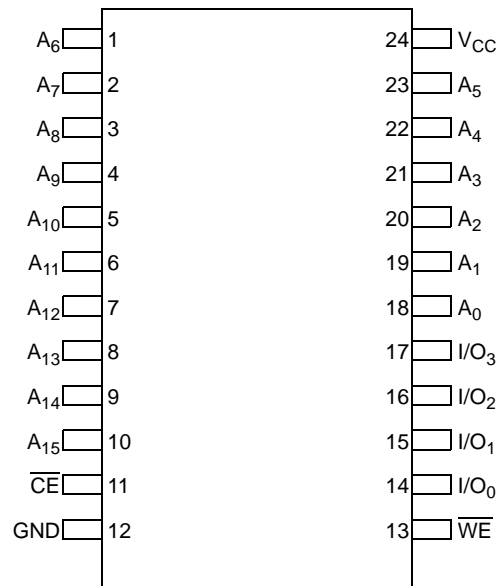 A6 1 24 VCC
A7 2 23 A5
A8 3 22 A4
A9 4 21 A3
A10 5 20 A2
A11 6 19 A1
A12 7 18 A0
A13 8 17 I/O3
A14 9 16 I/O2
A15 10 15 I/O1
C̅E̅ 11 14 I/O0
GND 12 13 W̅E̅